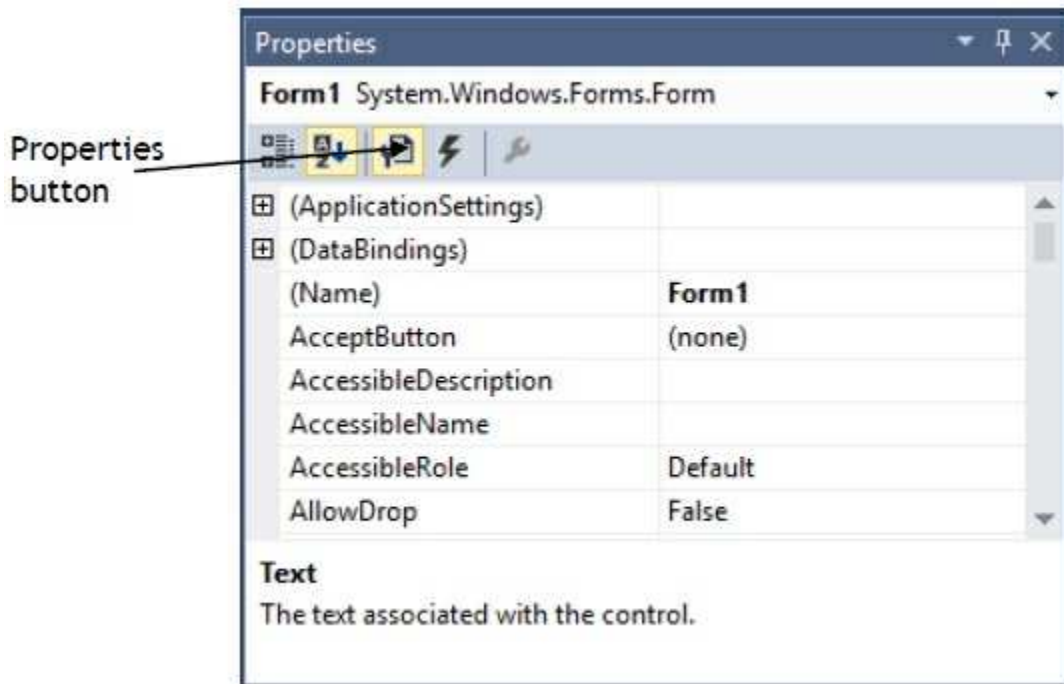 Properties
Form1 System.Windows.Forms.Form
Properties
button
(ApplicationSettings)
(DataBindings)
(Name) Form1
AcceptButton (none)
AccessibleDescription
AccessibleName
AccessibleRole Default
AllowDrop False
Text
The text associated with the control.